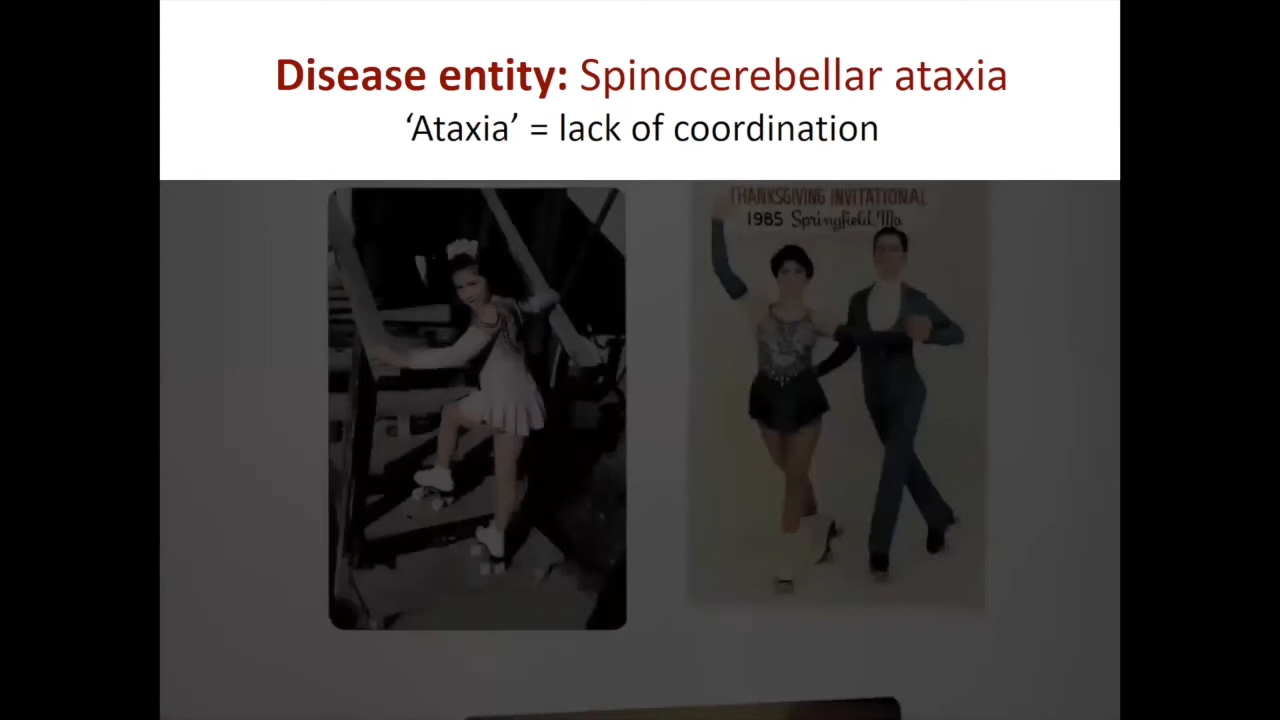 Disease entity: Spinocerebellar ataxia
‘Ataxia’ = lack of coordination
THANKSGIVING INVITATIONAL
1985 Springfield, Mo